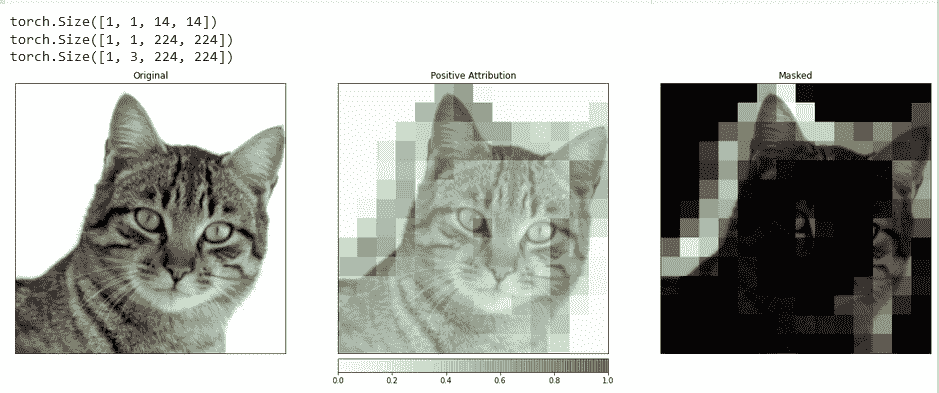 torch.Size([1, 1, 14, 14])
torch.Size([1, 1, 224, 224])
torch.Size([1, 3, 224, 224])
Original
Positive Attribution
Masked
0.0 0.2 0.4 0.6 0.8 1.0